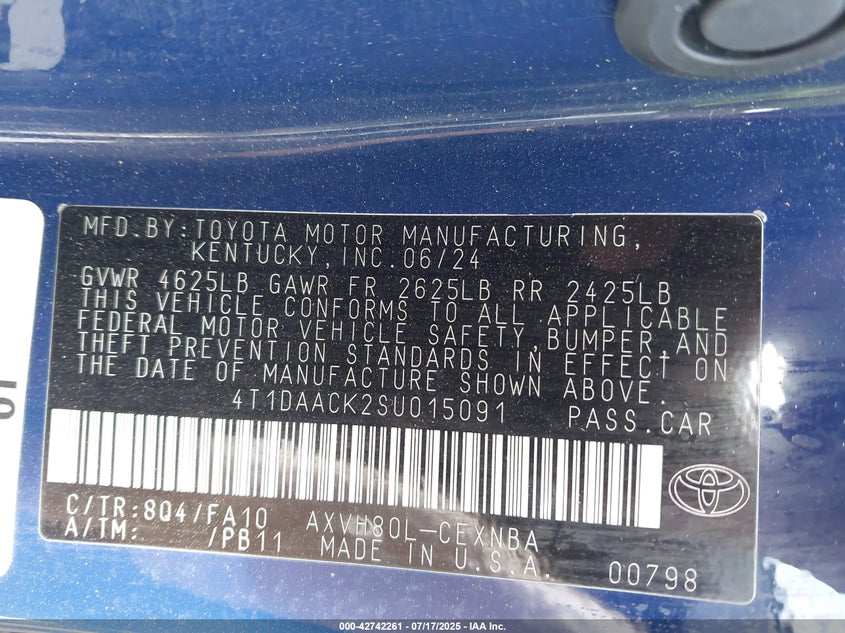 MFD.BY:TOYOTA MOTOR MANUFACTURING,
KENTUCKY, INC. 06/24
GVWR 4625LB GAWR FR 2625LB RR 2425LB
THIS VEHICLE CONFORMS TO ALL APPLICABLE
FEDERAL MOTOR VEHICLE SAFETY, BUMPER, AND
THEFT PREVENTION STANDARDS IN EFFECT ON
THE DATE OF MANUFACTURE SHOWN ABOVE.
4T1DAACK2SU015091 PASS.CAR
C/TR:8Q4/FA10 AXVH80L-CEXNBA
A/TM: /PB11 MADE IN U.S.A. 00798
000-42742261 - 07/17/2025 - IAA Inc.